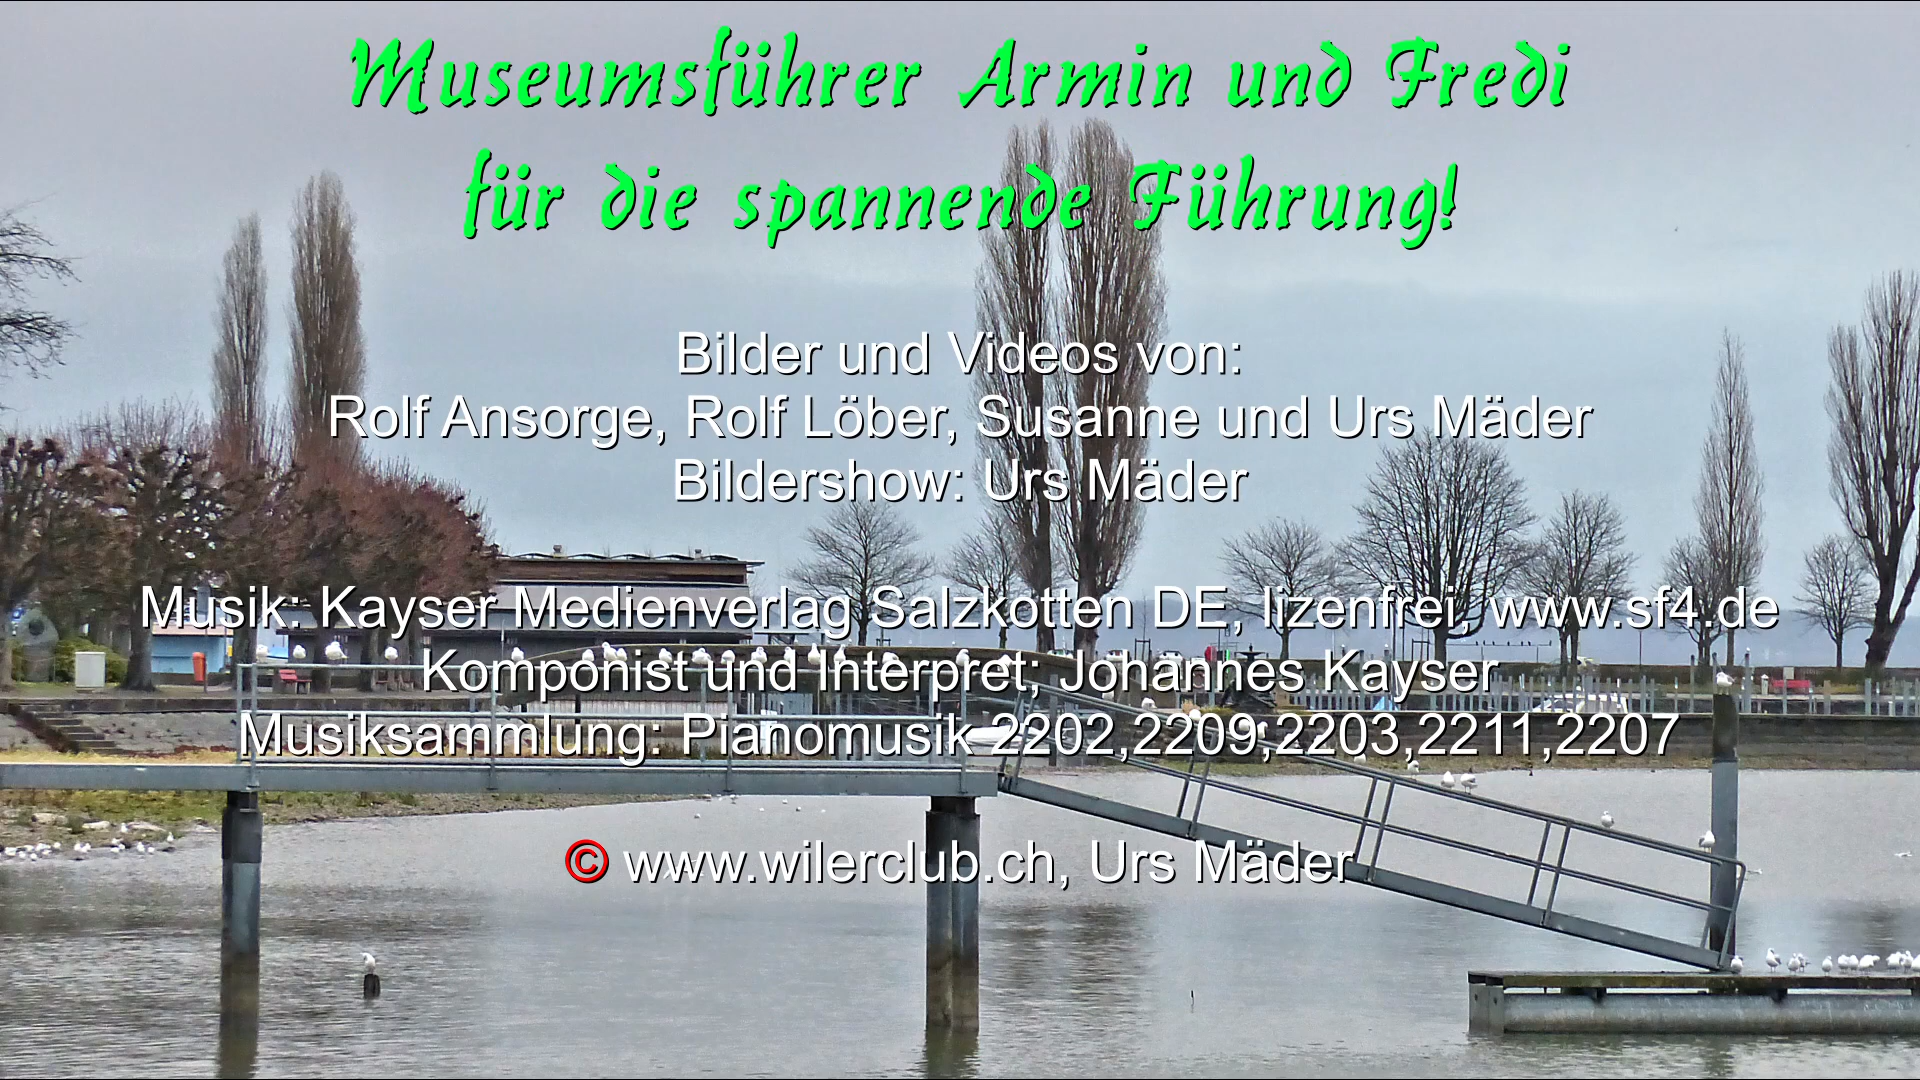 Museumsführer Armin und Fredi
für die spannende Führung!
Bilder und Videos von:
Rolf Ansorge, Rolf Löber, Susanne und Urs Mäder
Bildershow: Urs Mäder
Musik: Kayser Medienverlag Salzkotten DE, lizenfrei, www.sf4.de
Komponist und Interpret; Johannes Kayser
Musiksammlung: Pianomusik 2202,2209,2203,2211,2207
© www.wilerclub.ch, Urs Mäder